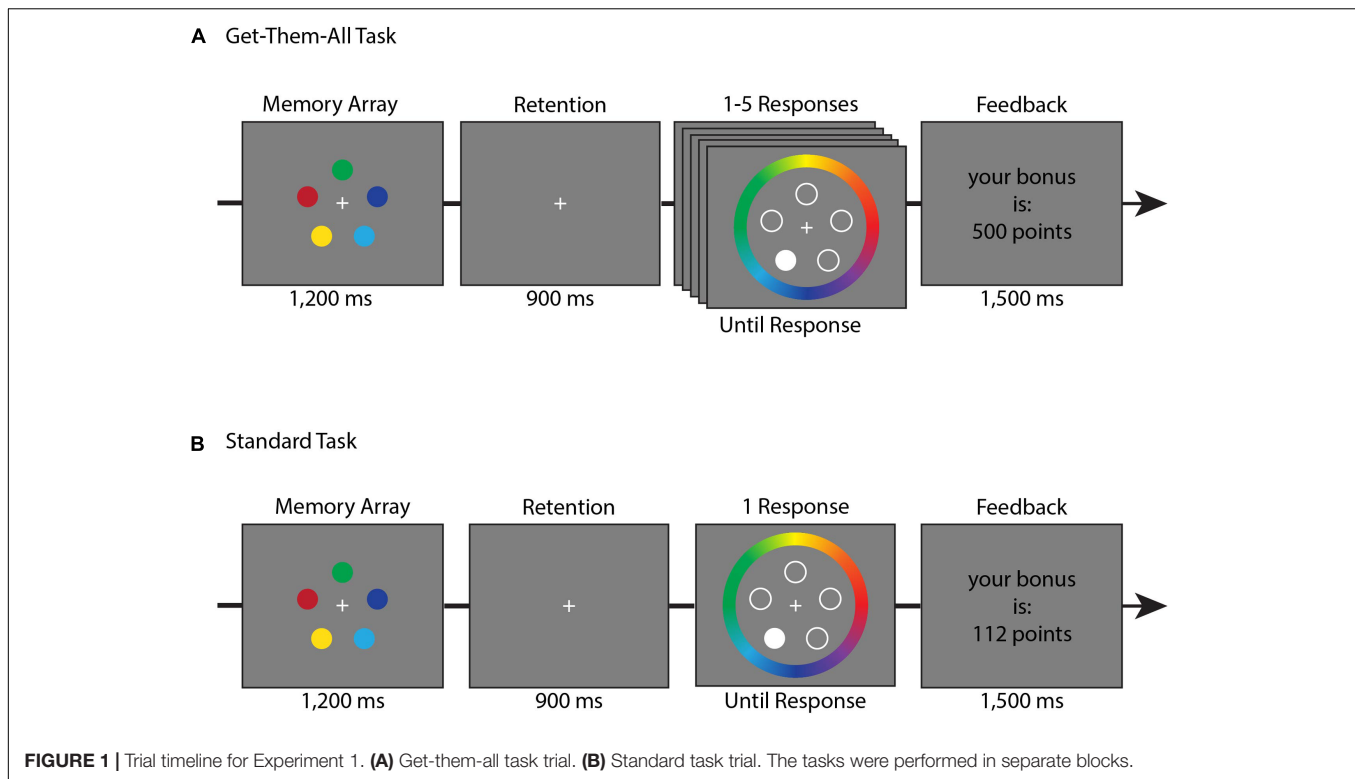 A Get-Them-All Task
Memory Array
Retention
1-5 Responses
Feedback
your bonus
is:
500 points
1,200 ms
900 ms
Until Response
1,500 ms
B Standard Task
Memory Array
Retention
1 Response
Feedback
your bonus
is:
112 points
1,200 ms
900 ms
Until Response
1,500 ms
FIGURE 1 | Trial timeline for Experiment 1. (A) Get-them-all task trial. (B) Standard task trial. The tasks were performed in separate blocks.